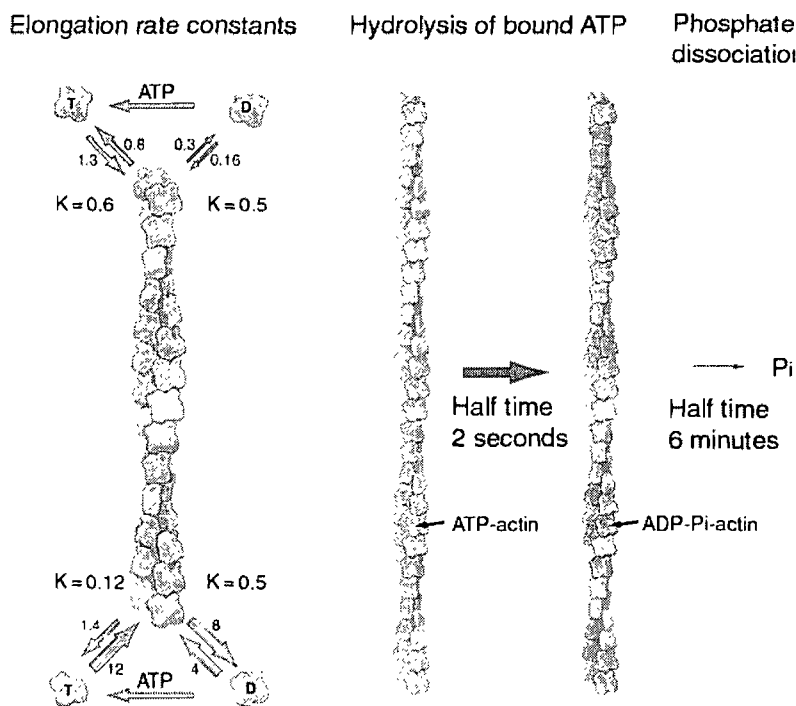 Elongation rate constants
Hydrolysis of bound ATP
Phosphate
dissociation
T
ATP
D
0.8
1.3
0.3
0.16
K=0.6
K=0.5
Pi
Half time
2 seconds
Half time
6 minutes
ATP-actin
ADP-Pi-actin
K=0.12
K=0.5
1.4
12
8
4
T
ATP
D